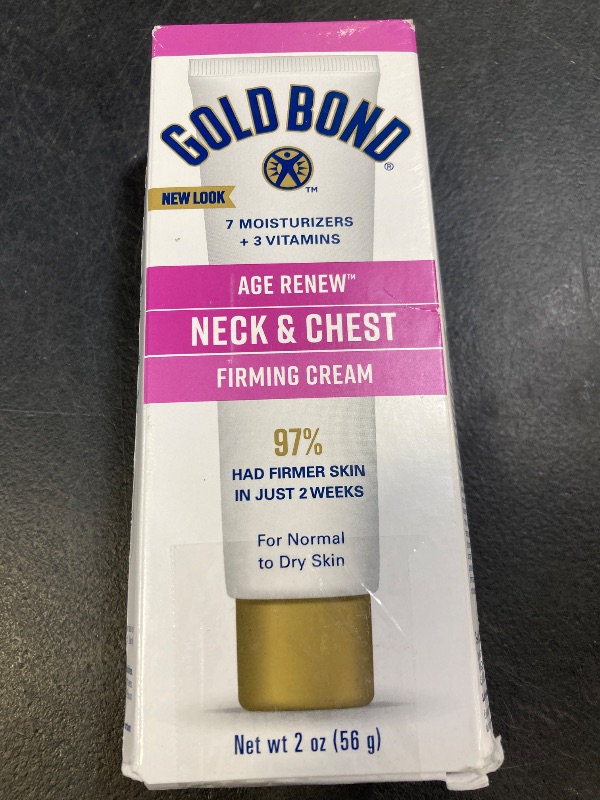 GOLD BOND®
™
NEW LOOK
7 MOISTURIZERS
+ 3 VITAMINS
AGE RENEW™
NECK & CHEST
FIRMING CREAM
97%
HAD FIRMER SKIN
IN JUST 2 WEEKS
For Normal
to Dry Skin
Net wt 2 oz (56 g)